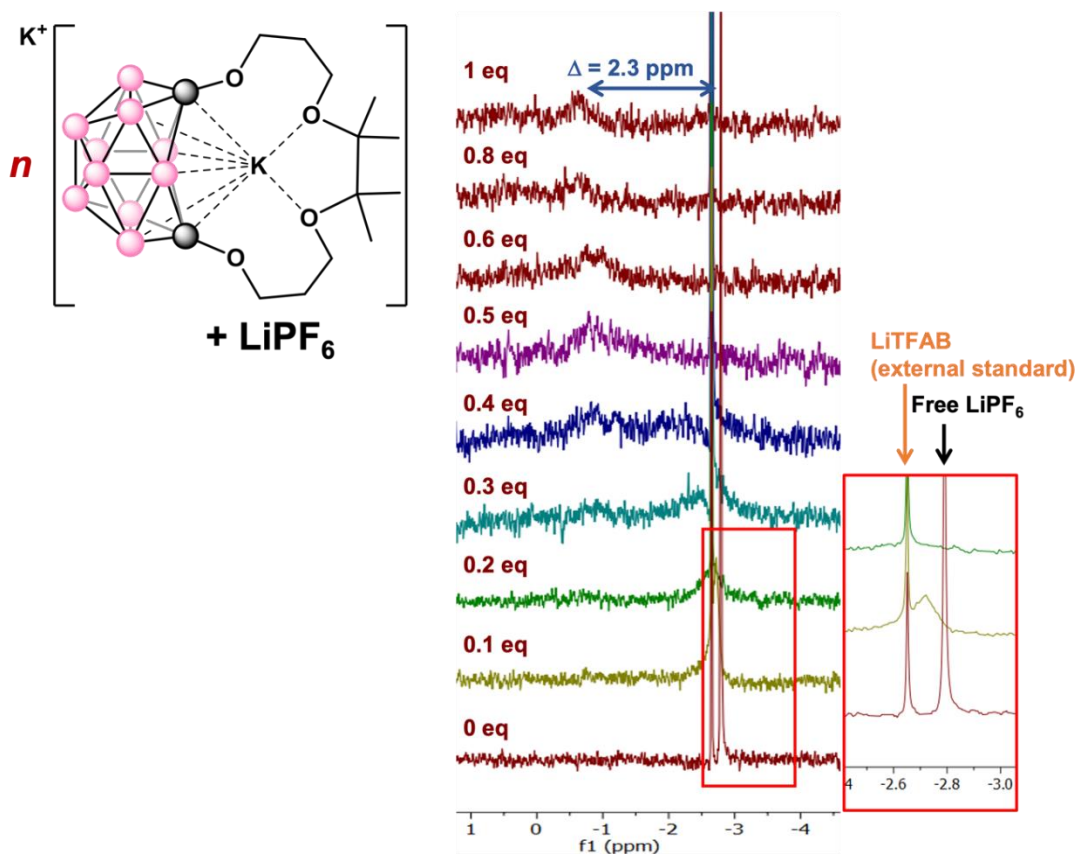 K+
n
O
O
K
O
O
+ LiPF6
1 eq
Δ = 2.3 ppm
0.8 eq
0.6 eq
0.5 eq
0.4 eq
0.3 eq
0.2 eq
0.1 eq
0 eq
1 0 -1 -2 -3 -4
f1 (ppm)
LiTFAB
(external standard)
Free LiPF6
4 -2.6 -2.8 -3.0